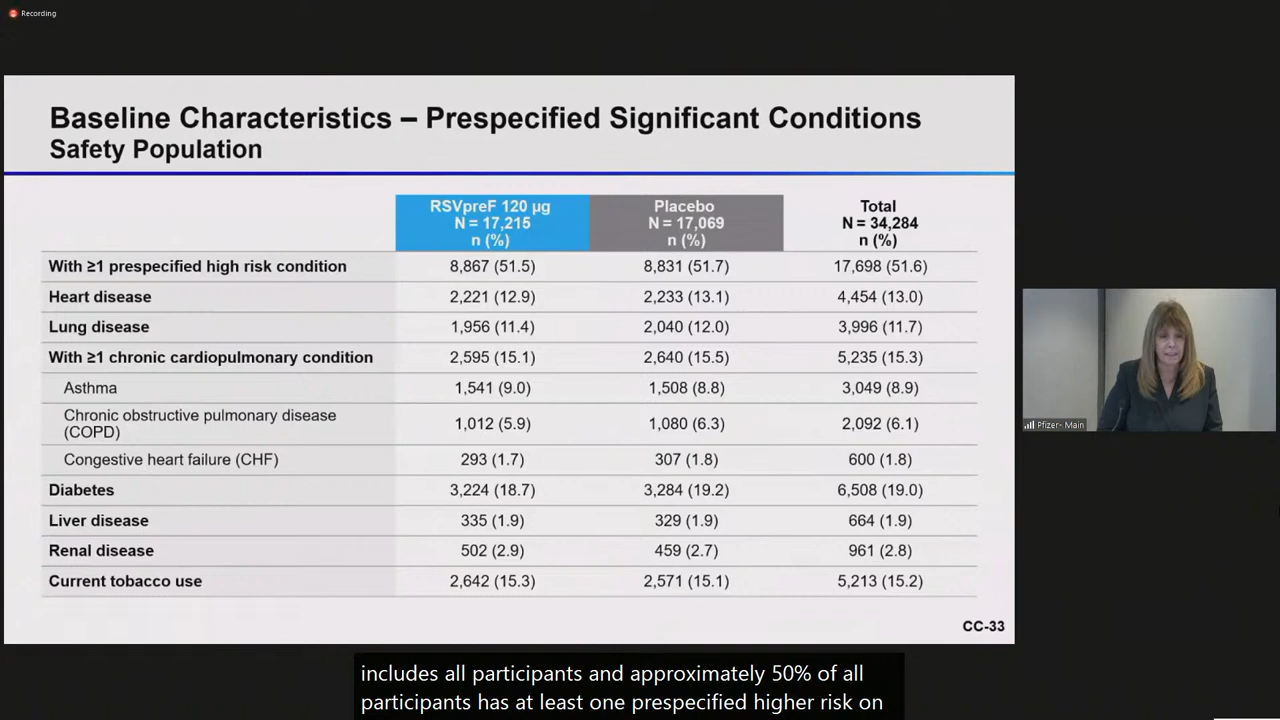 Recording
Baseline Characteristics – Prespecified Significant Conditions
Safety Population
RSVpreF 120 µg
N = 17,215
n (%)
Placebo
N = 17,069
n (%)
Total
N = 34,284
n (%)
With ≥1 prespecified high risk condition 8,867 (51.5) 8,831 (51.7) 17,698 (51.6)
Heart disease 2,221 (12.9) 2,233 (13.1) 4,454 (13.0)
Lung disease 1,956 (11.4) 2,040 (12.0) 3,996 (11.7)
With ≥1 chronic cardiopulmonary condition 2,595 (15.1) 2,640 (15.5) 5,235 (15.3)
Asthma 1,541 (9.0) 1,508 (8.8) 3,049 (8.9)
Chronic obstructive pulmonary disease
(COPD) 1,012 (5.9) 1,080 (6.3) 2,092 (6.1)
Congestive heart failure (CHF) 293 (1.7) 307 (1.8) 600 (1.8)
Diabetes 3,224 (18.7) 3,284 (19.2) 6,508 (19.0)
Liver disease 335 (1.9) 329 (1.9) 664 (1.9)
Renal disease 502 (2.9) 459 (2.7) 961 (2.8)
Current tobacco use 2,642 (15.3) 2,571 (15.1) 5,213 (15.2)
CC-33
Pfizer- Main
includes all participants and approximately 50% of all
participants has at least one prespecified higher risk on